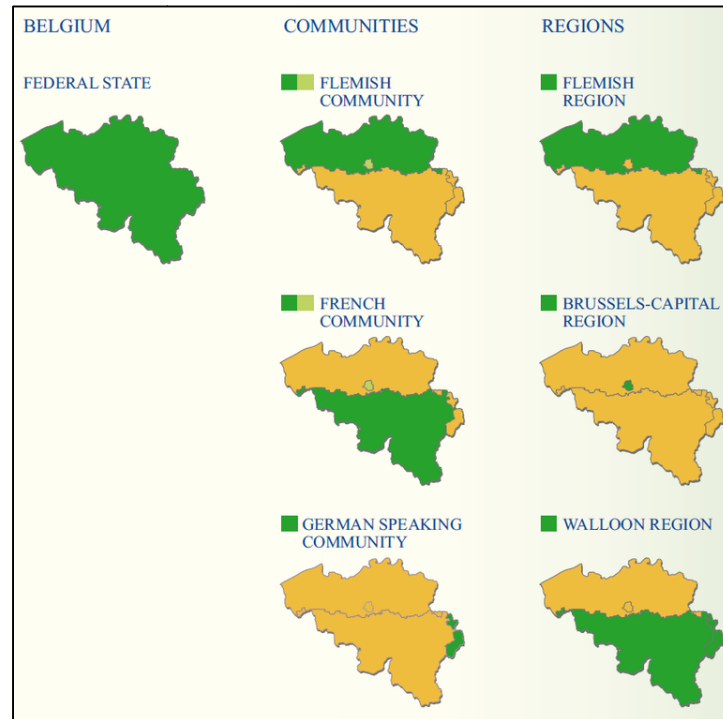 BELGIUM
FEDERAL STATE
COMMUNITIES
FLEMISH
COMMUNITY
FRENCH
COMMUNITY
GERMAN SPEAKING
COMMUNITY
REGIONS
FLEMISH
REGION
BRUSSELS-CAPITAL
REGION
WALLOON REGION